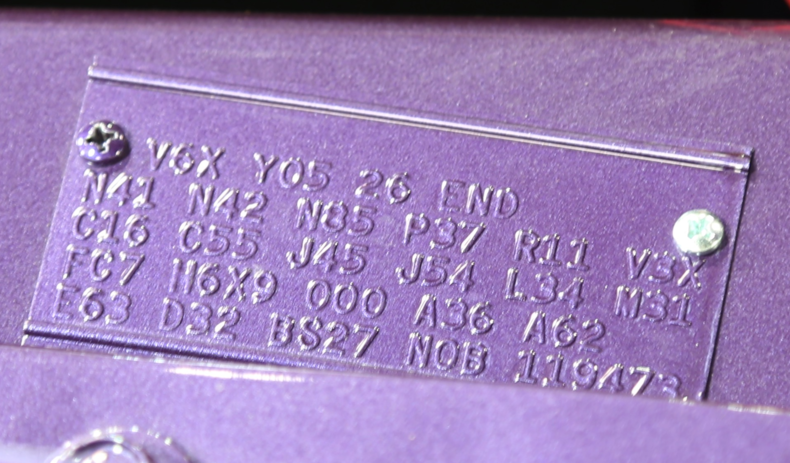 V6X Y05 26 END
N41 N42 N85 P37 R11 V3X
C16 C55 J45 J54 L34 M31
FC7 H6X9 000 A36 A62
E63 D32 BS27 NOB 119473